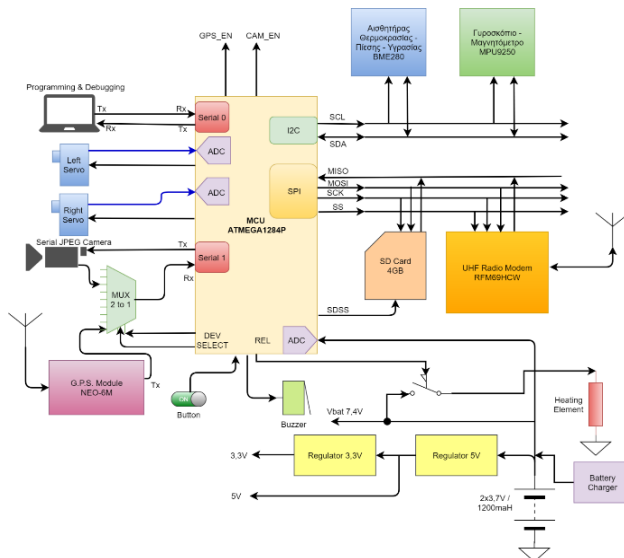 GPS_EN
CAM_EN
Αισθητήρας
Θερμοκρασίας -
Πίεσης - Υγρασίας
BME280
Γυροσκόπιο -
Μαγνητόμετρο
MPU9250
Programming & Debugging
Tx
Rx
Rx
Tx
Serial 0
I2C
SCL
SDA
ADC
Left
Servo
ADC
Right
Servo
SPI
MISO
MOSI
SCK
SS
MCU
ATMEGA1284P
Serial JPEG Camera
Tx
Rx
Serial 1
MUX
2 to 1
SD Card
4GB
UHF Radio Modem
RFM69HCW
SDSS
DEV
SELECT
REL
ADC
G.P.S. Module
NEO-6M
Tx
ON
Button
Buzzer
Vbat 7,4V
Heating
Element
3,3V
Regulator 3,3V
Regulator 5V
5V
2x3,7V /
1200maH
Battery
Charger